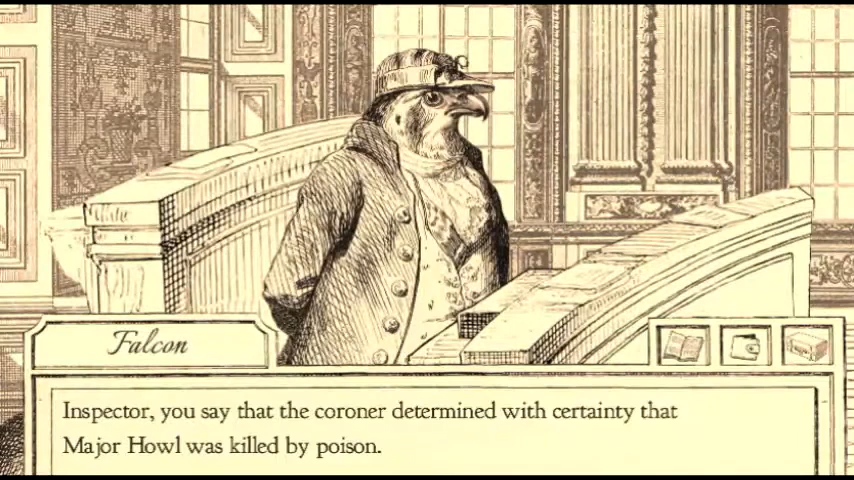 Falcon
Inspector, you say that the coroner determined with certainty that
Major Howl was killed by poison.